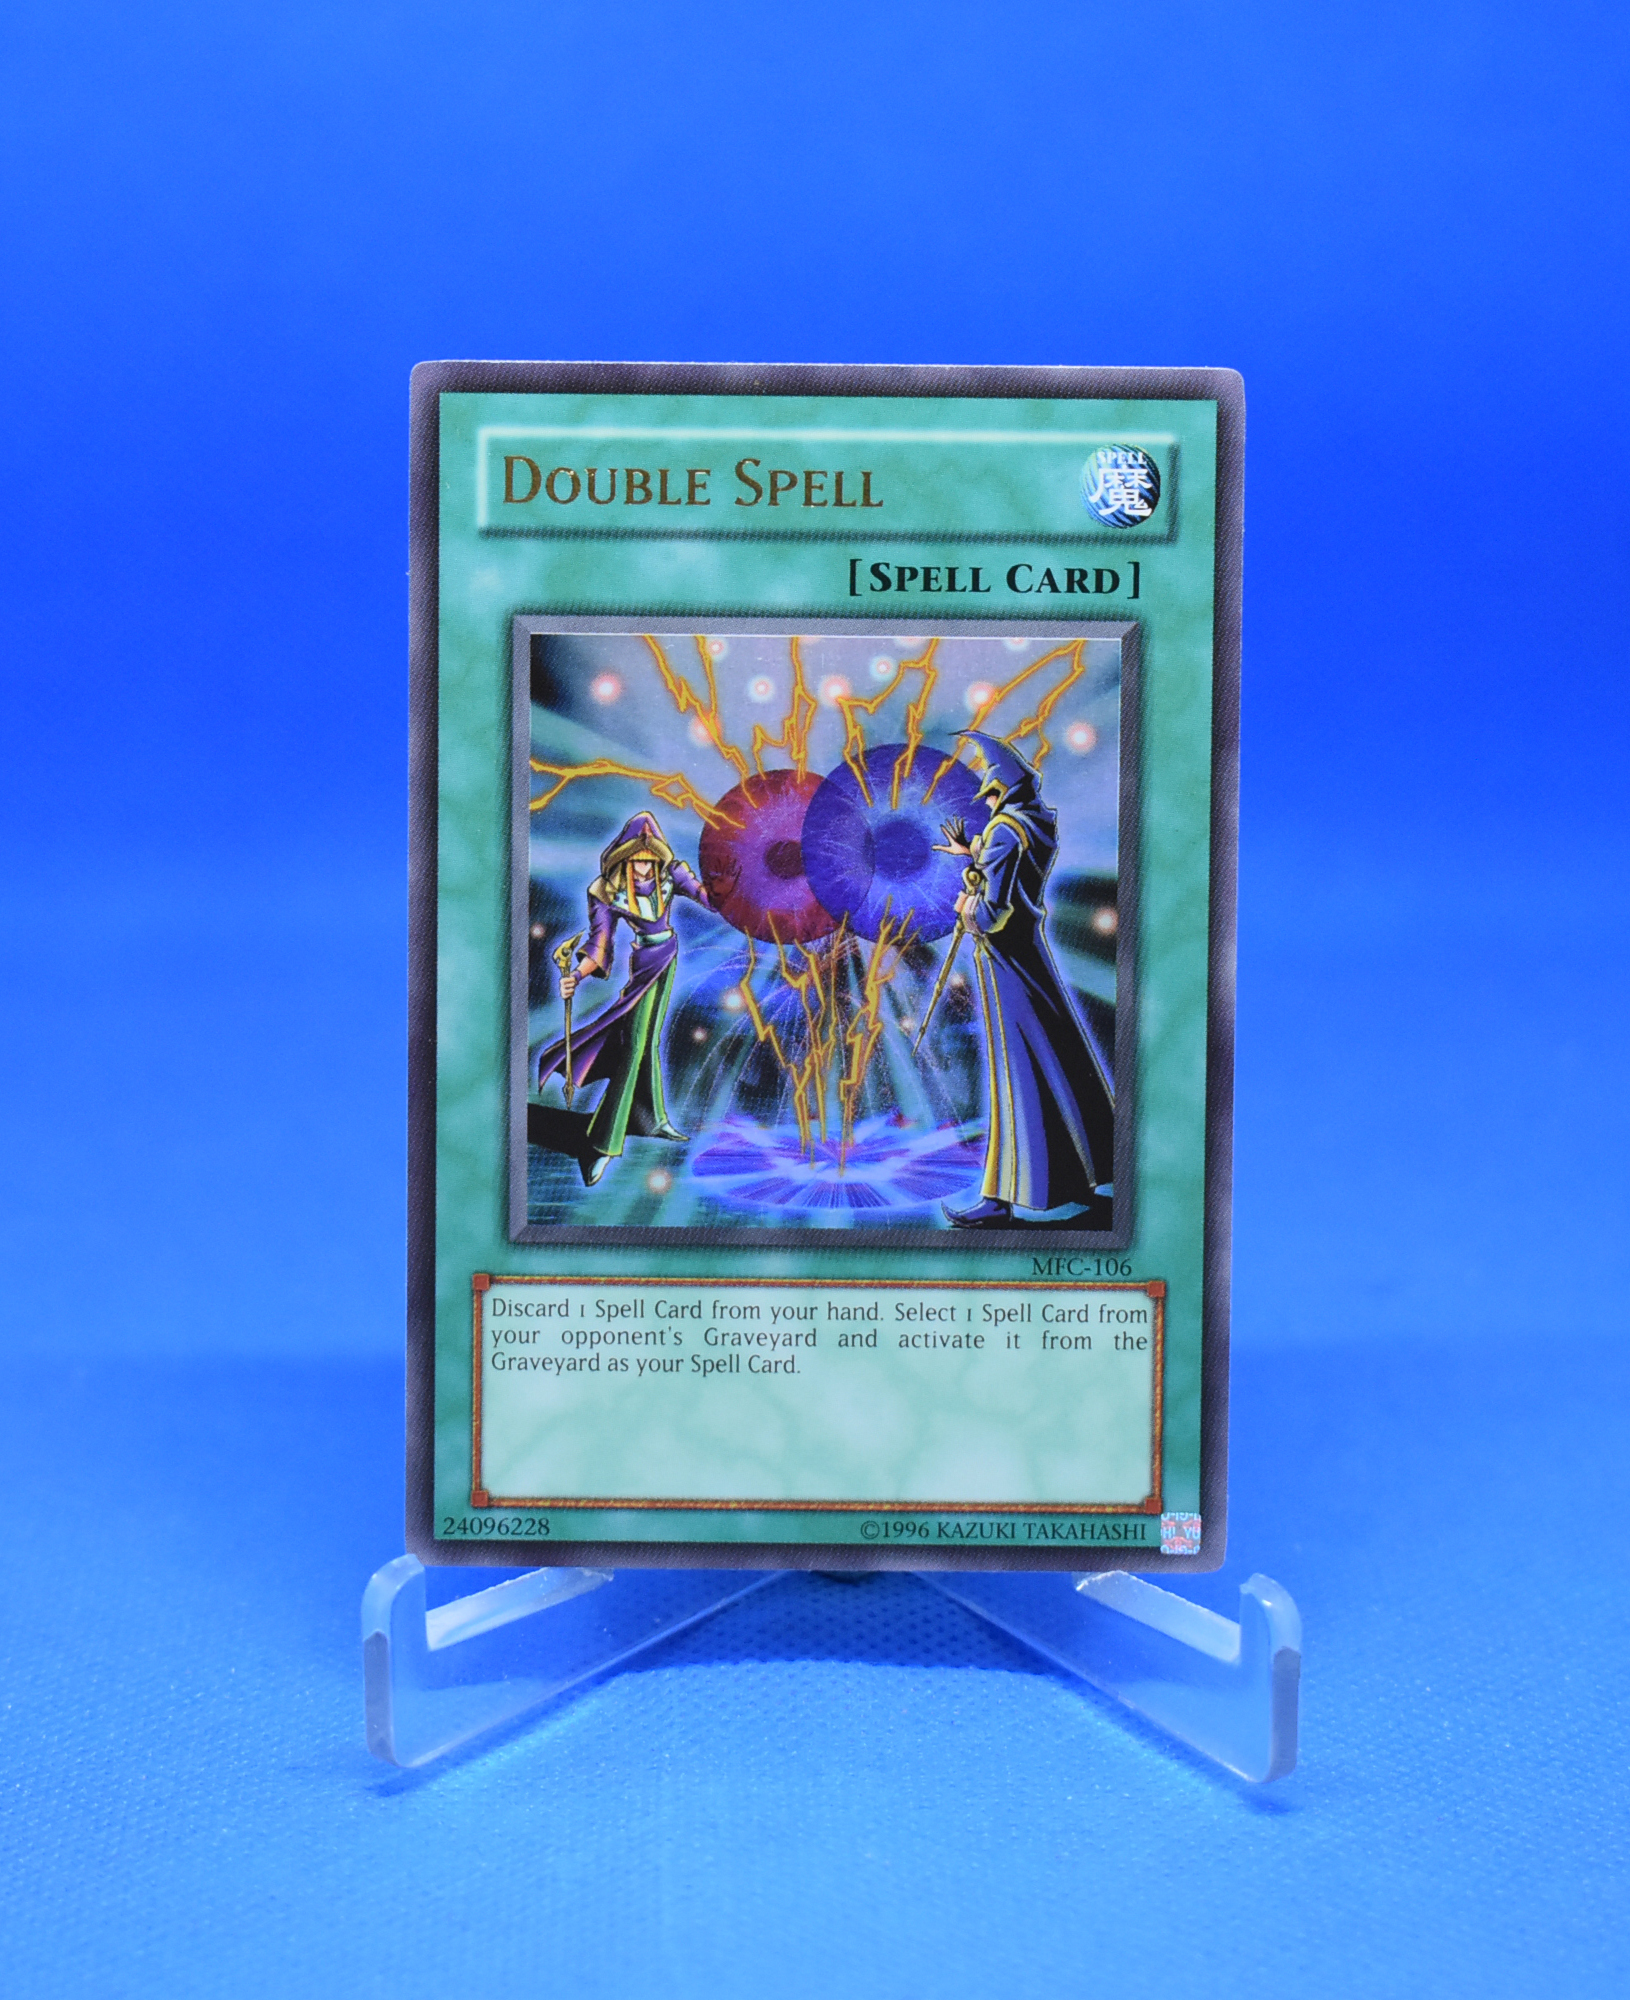 DOUBLE SPELL
SPELL
魔
[SPELL CARD]
MFC-106
Discard 1 Spell Card from your hand. Select 1 Spell Card from
your opponent's Graveyard and activate it from the
Graveyard as your Spell Card.
24096228
©1996 KAZUKI TAKAHASHI